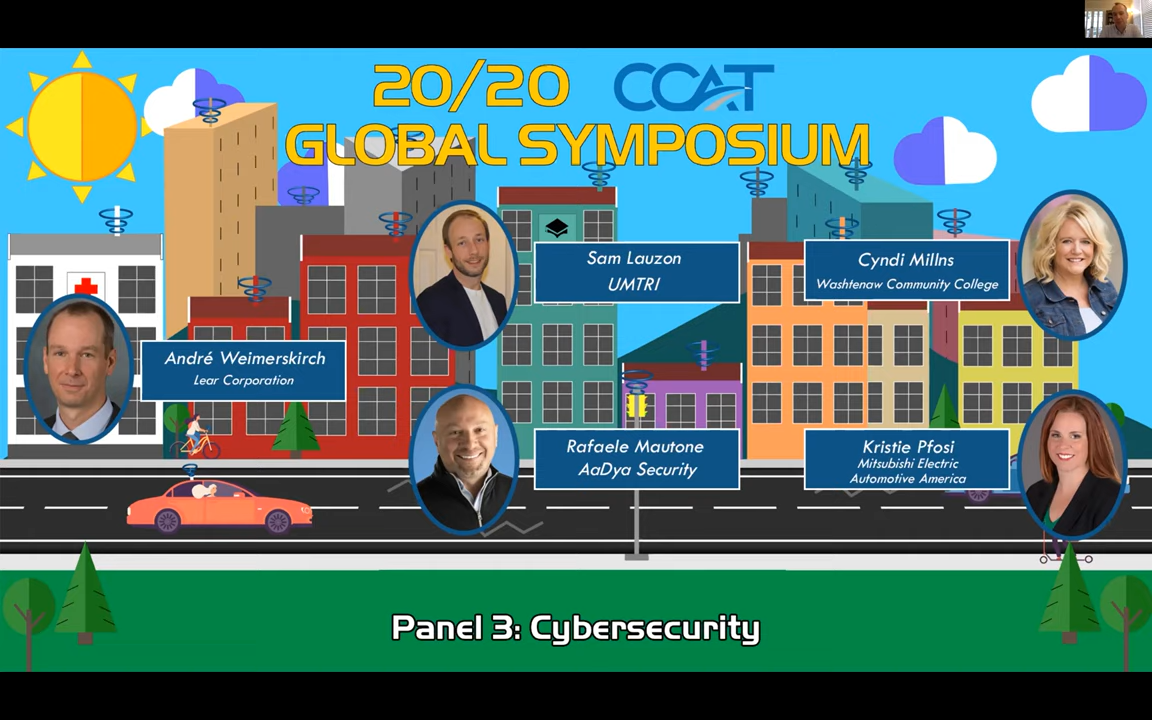 20/20 CCAT
GLOBAL SYMPOSIUM
Sam Lauzon
UMTRI
Cyndi Millns
Washtenaw Community College
André Weimerskirch
Lear Corporation
Rafaele Mautone
AaDya Security
Kristie Pfosi
Mitsubishi Electric
Automotive America
Panel 3: Cybersecurity